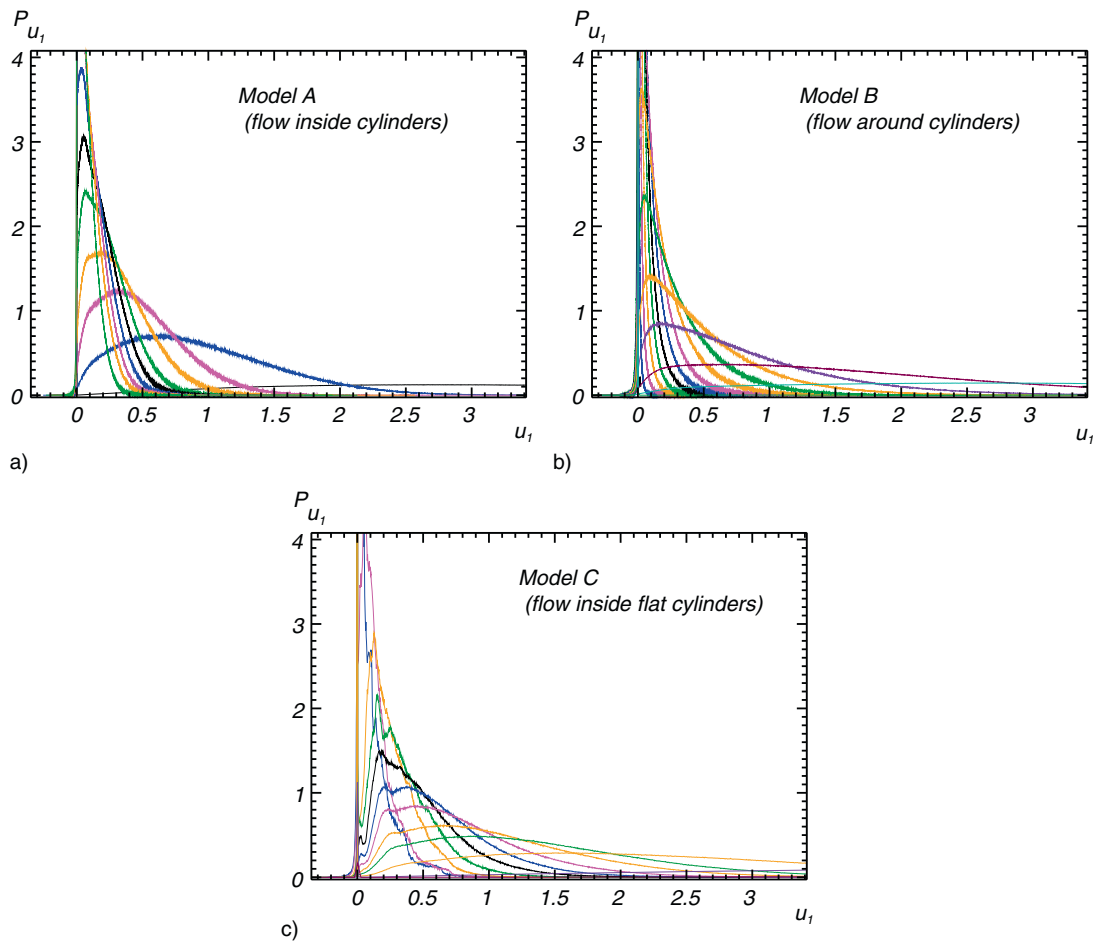 P u₁
4
3
2
1
0
Model A
(flow inside cylinders)
0 0.5 1 1.5 2 2.5 3
u₁
a)
P u₁
4
3
2
1
0
Model B
(flow around cylinders)
0 0.5 1 1.5 2 2.5 3
u₁
b)
P u₁
4
3
2
1
0
Model C
(flow inside flat cylinders)
0 0.5 1 1.5 2 2.5 3
u₁
c)